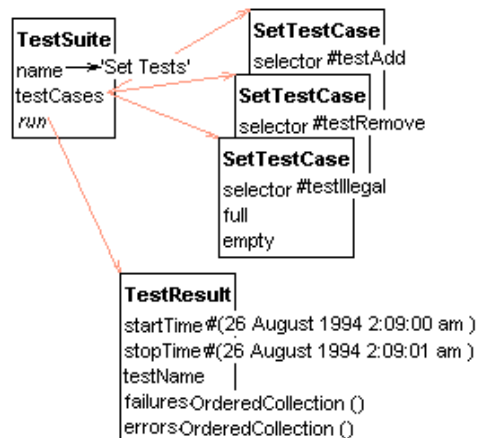 TestSuite
name 'Set Tests'
testCases
run
SetTestCase
selector #testAdd
SetTestCase
selector #testRemove
SetTestCase
selector #testIllegal
full
empty
TestResult
startTime #(26 August 1994 2:09:00 am )
stopTime #(26 August 1994 2:09:01 am )
testName
failures OrderedCollection ()
errors OrderedCollection ()